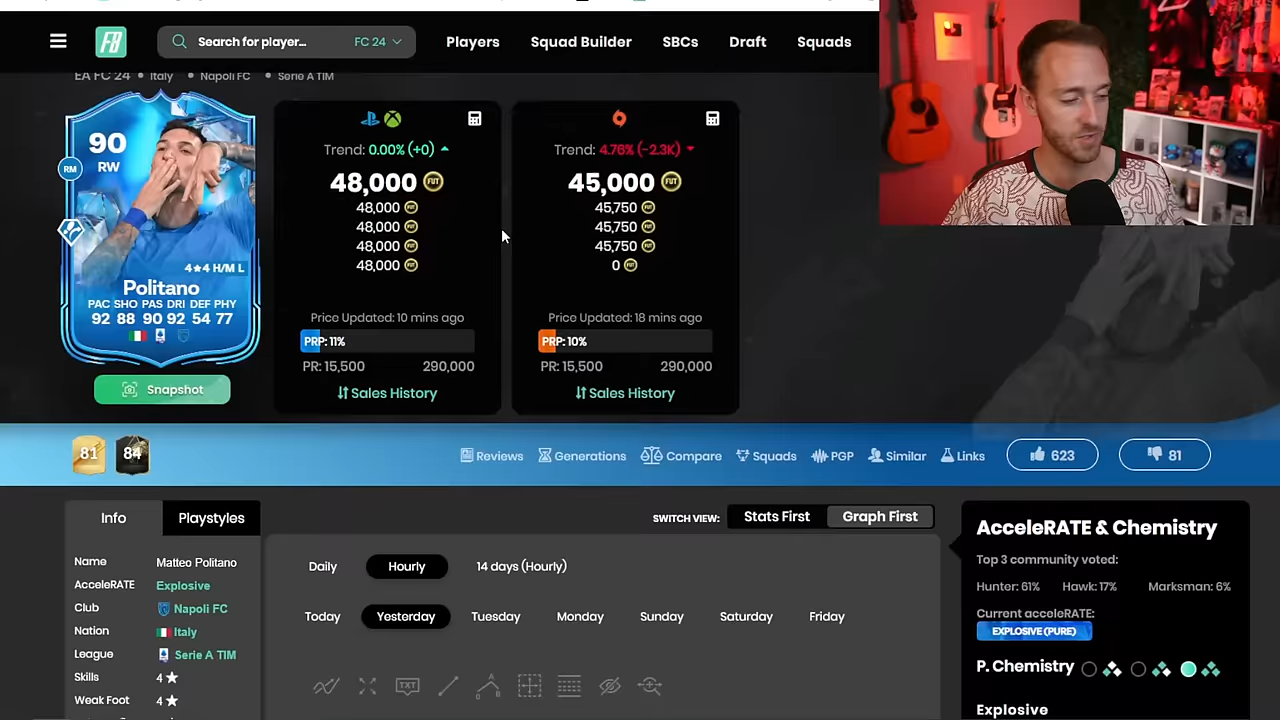 FB
Search for player...
FC 24
Players
Squad Builder
SBCs
Draft
Squads
EA FC 24 • Italy • Napoli FC • Serie A TIM
90
RW
RM
4★4 H/M L
Politano
PAC SHO PAS DRI DEF PHY
92 88 90 92 54 77
Snapshot
Trend: 0.00% (+0)
48,000
48,000
48,000
48,000
48,000
Price Updated: 10 mins ago
PRP: 11%
PR: 15,500 290,000
Sales History
Trend: 4.76% (-2.3K)
45,000
45,750
45,750
45,750
0
Price Updated: 18 mins ago
PRP: 10%
PR: 15,500 290,000
Sales History
81
84
Reviews
Generations
Compare
Squads
PGP
Similar
Links
623
81
Info
Playstyles
Name Matteo Politano
AcceleRATE Explosive
Club Napoli FC
Nation Italy
League Serie A TIM
Skills 4★
Weak Foot 4★
SWITCH VIEW: Stats First Graph First
Daily Hourly 14 days (Hourly)
Today Yesterday Tuesday Monday Sunday Saturday Friday
TXT
AcceleRATE & Chemistry
Top 3 community voted:
Hunter: 61% Hawk: 17% Marksman: 6%
Current acceleRATE:
EXPLOSIVE (PURE)
P. Chemistry
Explosive